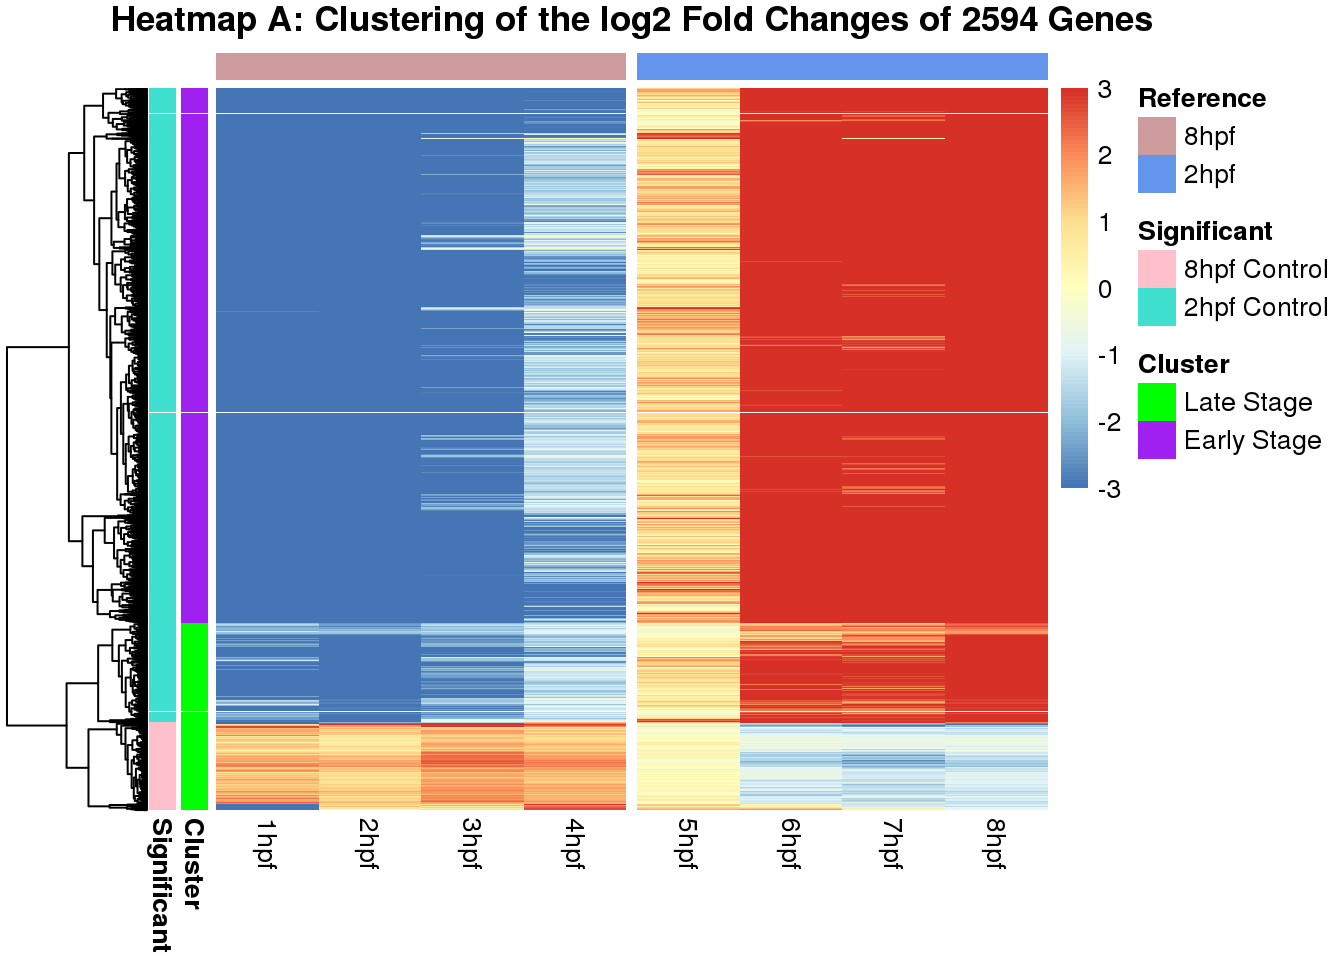 Heatmap A: Clustering of the log2 Fold Changes of 2594 Genes
3
2
1
0
-1
-2
-3
Reference
8hpf
2hpf
Significant
8hpf Control
2hpf Control
Cluster
Late Stage
Early Stage
Significant
Cluster
1hpf
2hpf
3hpf
4hpf
5hpf
6hpf
7hpf
8hpf